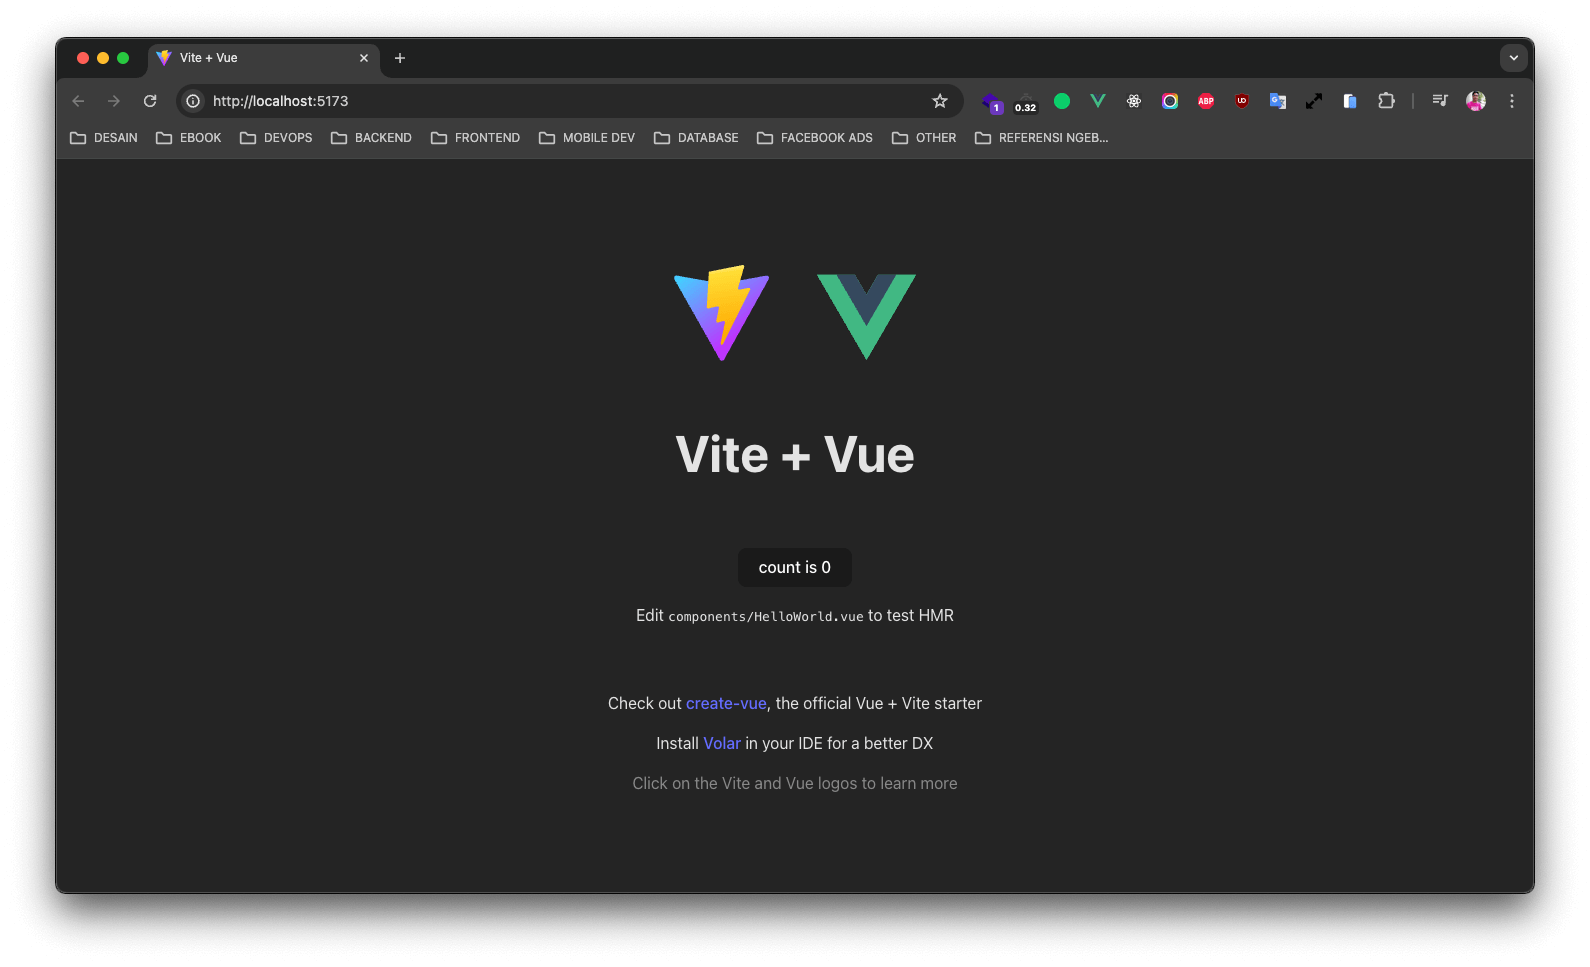 Vite + Vue
http://localhost:5173
1
0.32
ABP
UD
G
DESAIN EBOOK DEVOPS BACKEND FRONTEND MOBILE DEV DATABASE FACEBOOK ADS OTHER REFERENSI NGEB...
Vite + Vue
count is 0
Edit components/HelloWorld.vue to test HMR
Check out create-vue, the official Vue + Vite starter
Install Volar in your IDE for a better DX
Click on the Vite and Vue logos to learn more